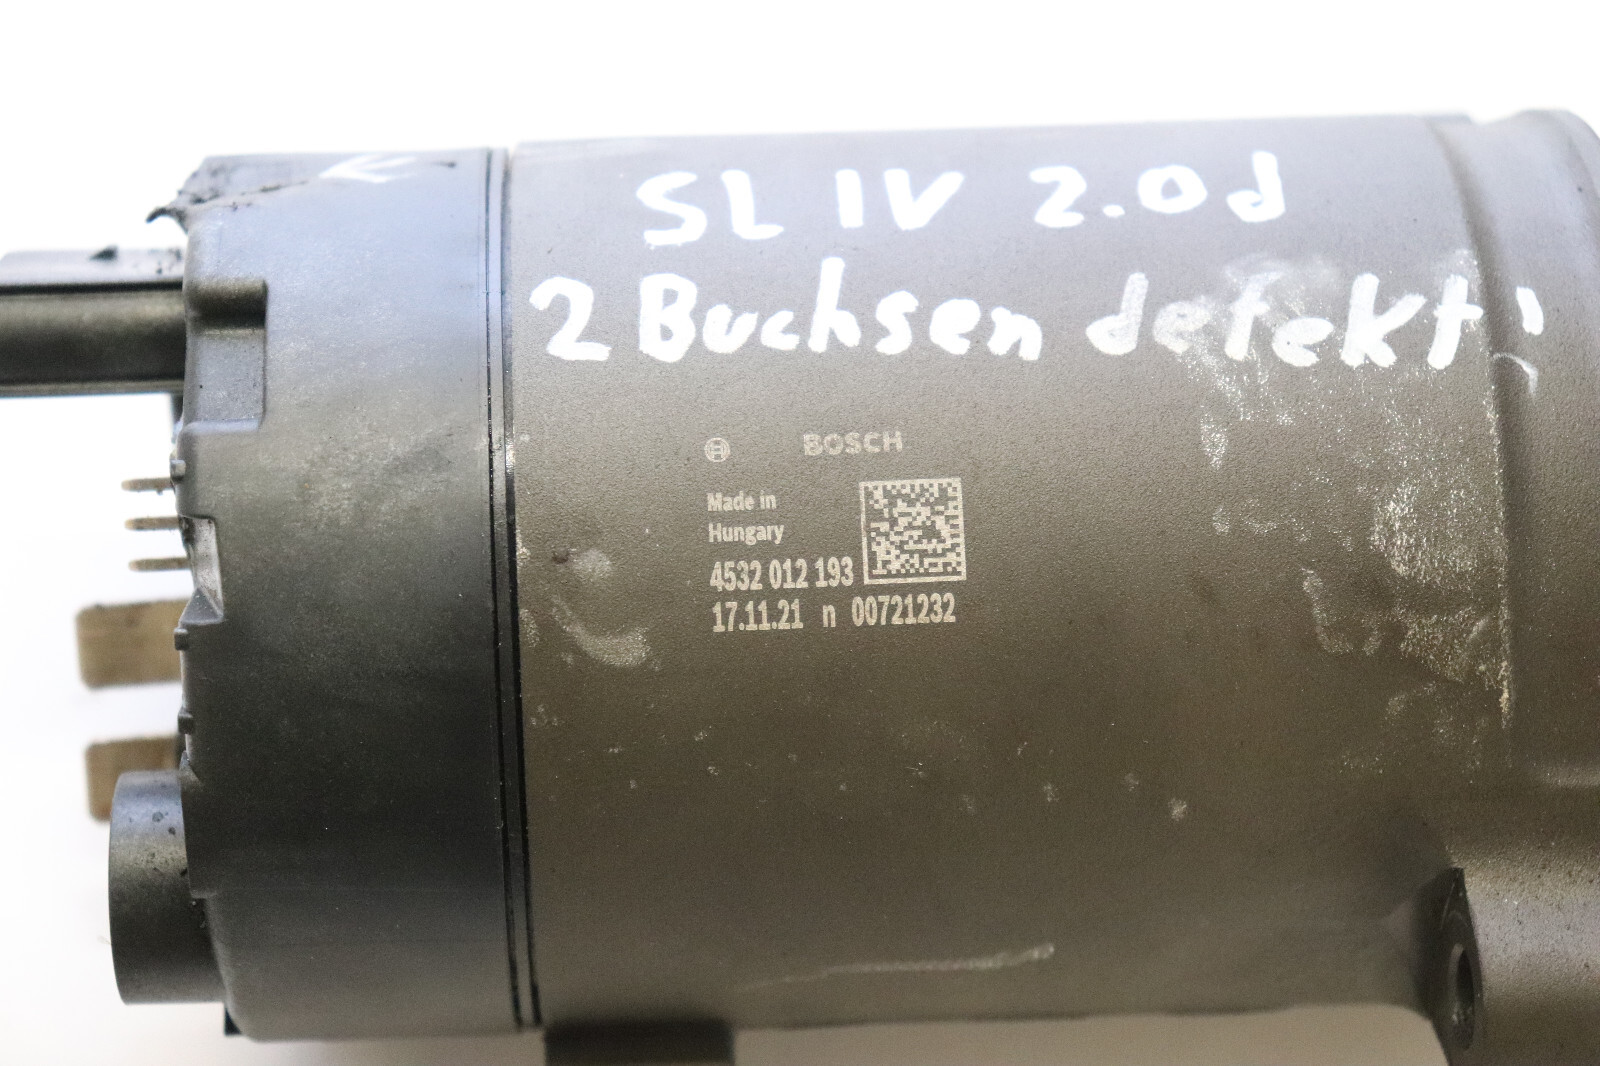 SL IV 2.0d
2 Buchsen defekt!
BOSCH
Made in
Hungary
4532 012 193
17.11.21 n 00721232